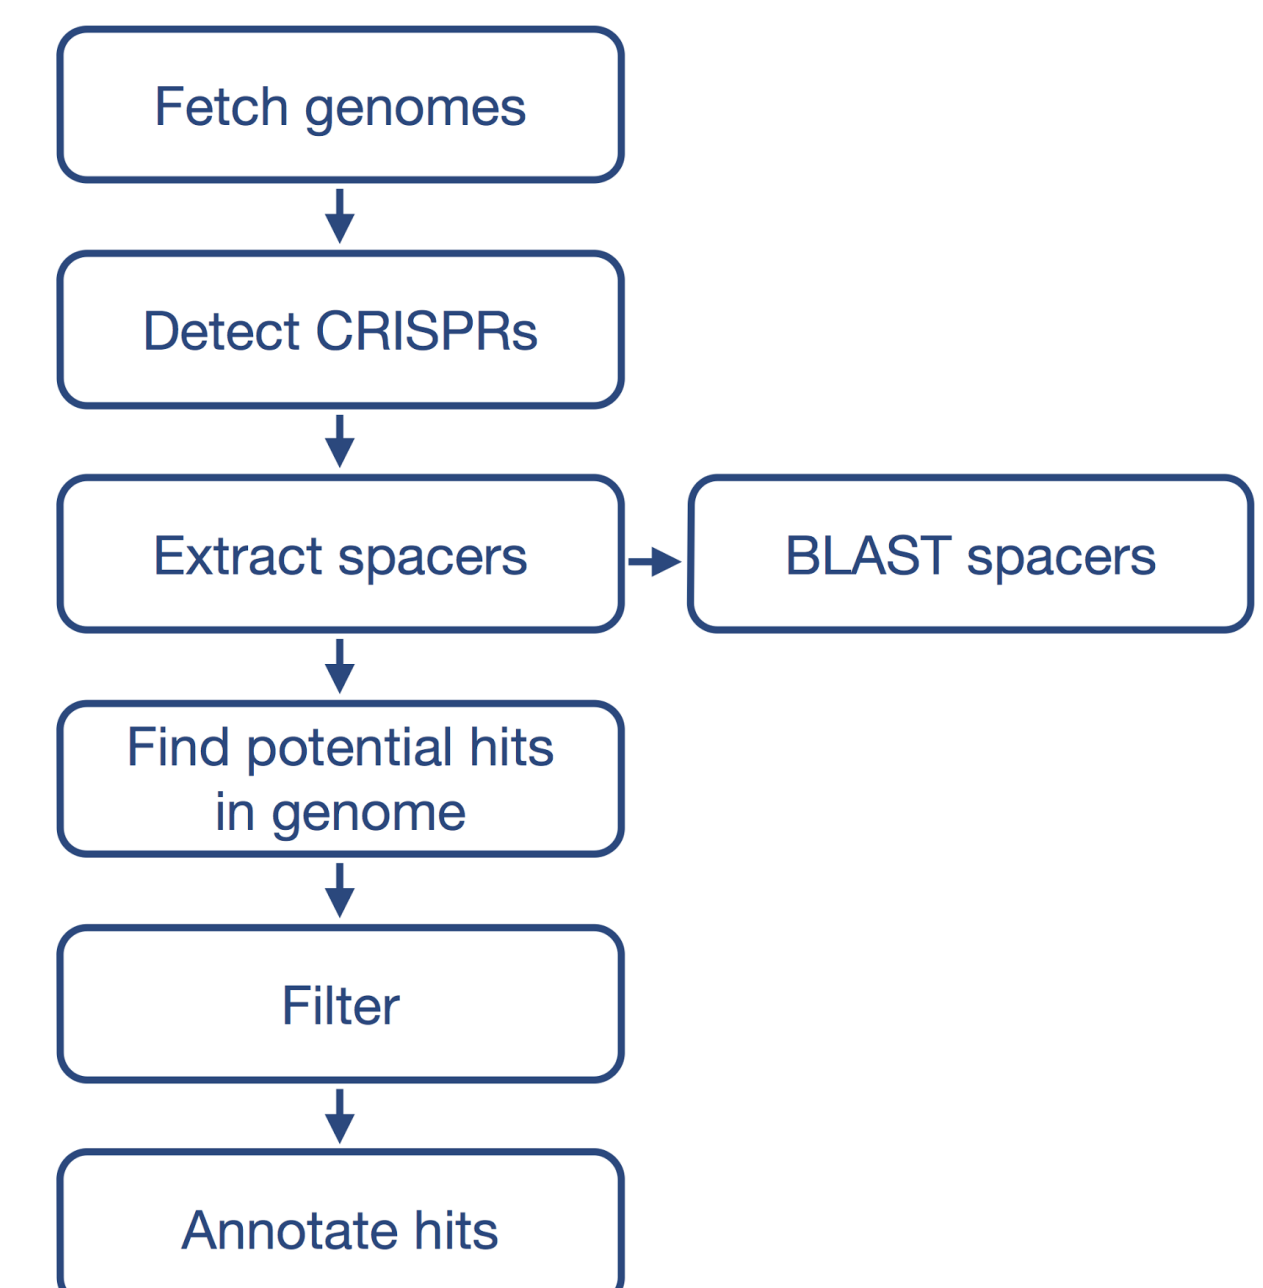 Fetch genomes
Detect CRISPRs
Extract spacers
BLAST spacers
Find potential hits
in genome
Filter
Annotate hits